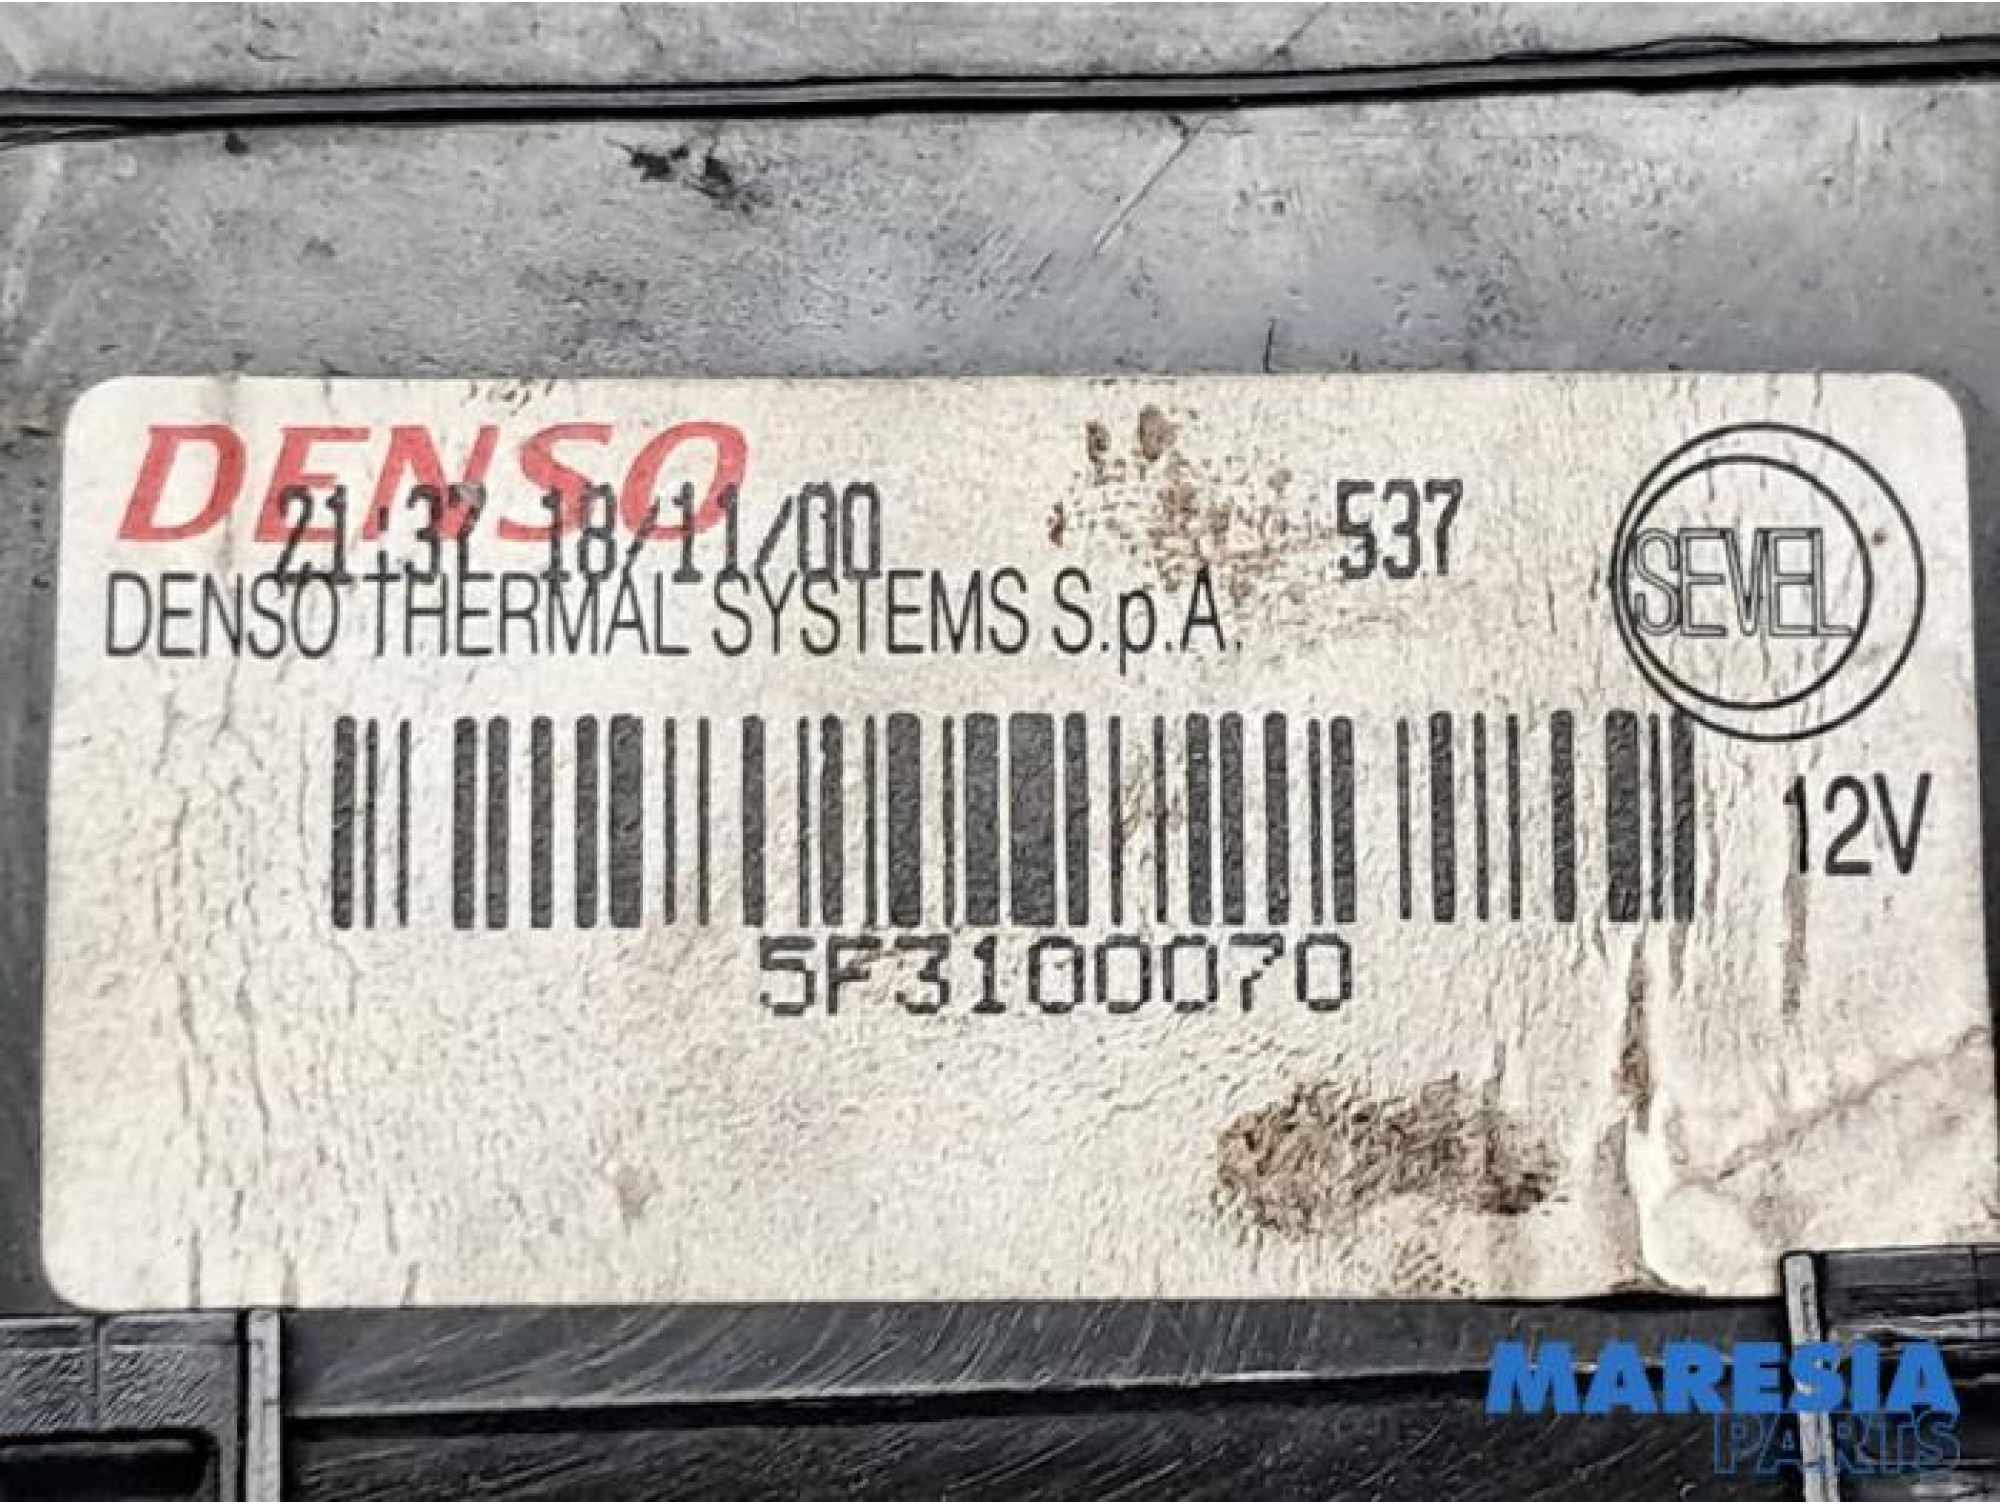 DENSO
21:37 18/11/00 537
DENSO THERMAL SYSTEMS S.p.A.
SEVEL
12V
5F3100070
MARESIA
PARTS